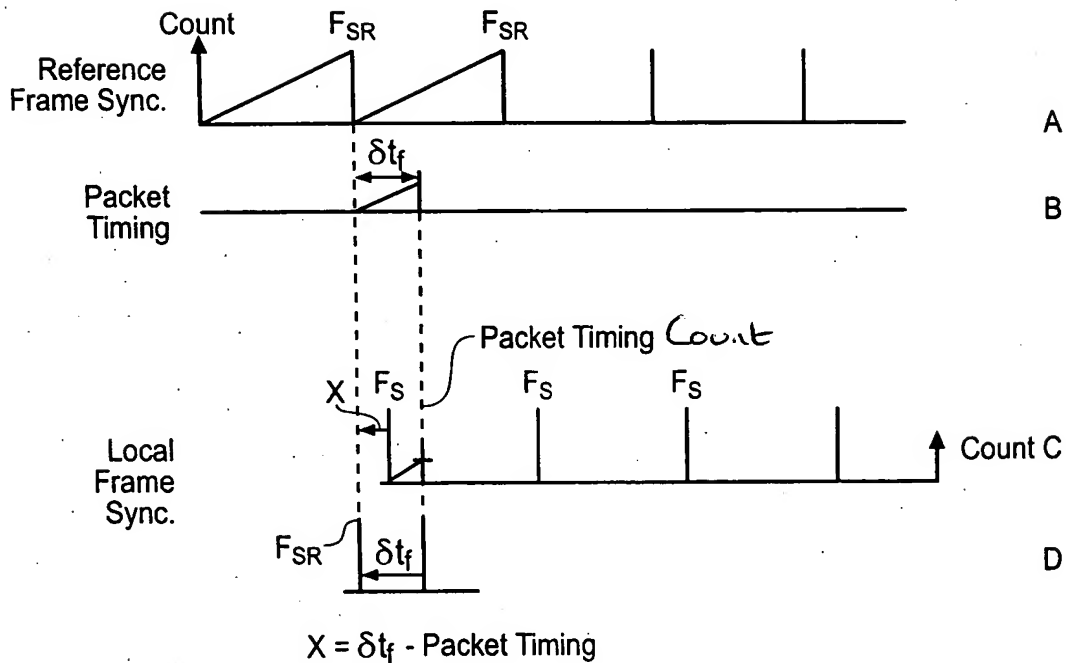 Count
F_SR
F_SR
Reference
Frame Sync.
A
δt_f
Packet
Timing
B
Packet Timing Count
X
F_S
F_S
F_S
Local
Frame
Sync.
Count C
F_SR
δt_f
D
X = δt_f - Packet Timing